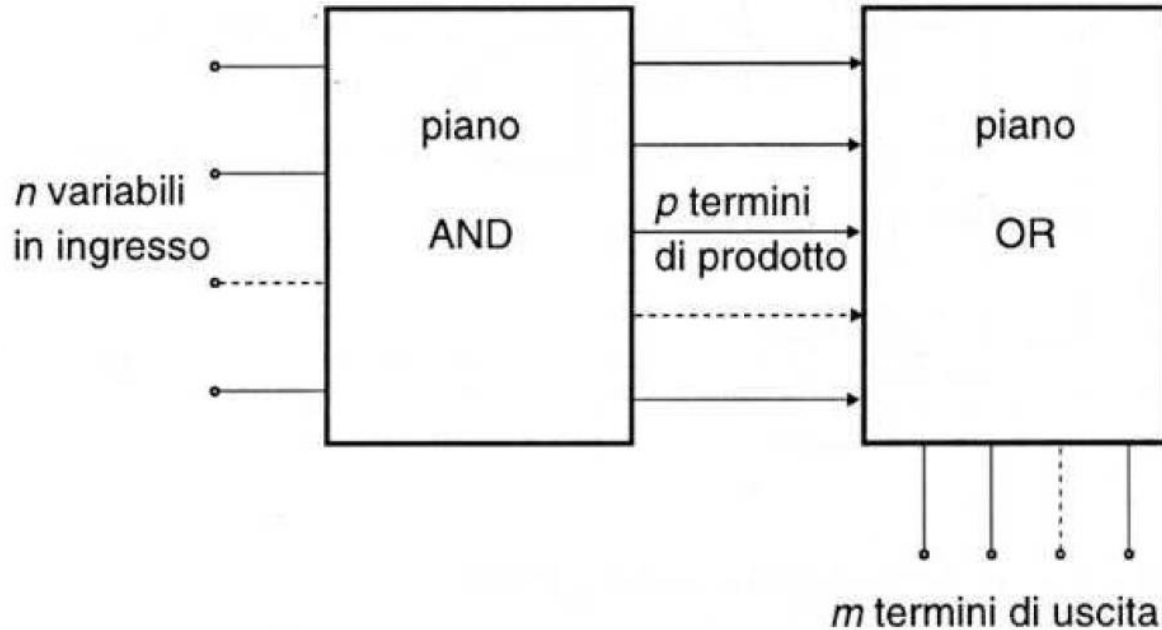 n variabili
in ingresso
piano
AND
p termini
di prodotto
piano
OR
m termini di uscita